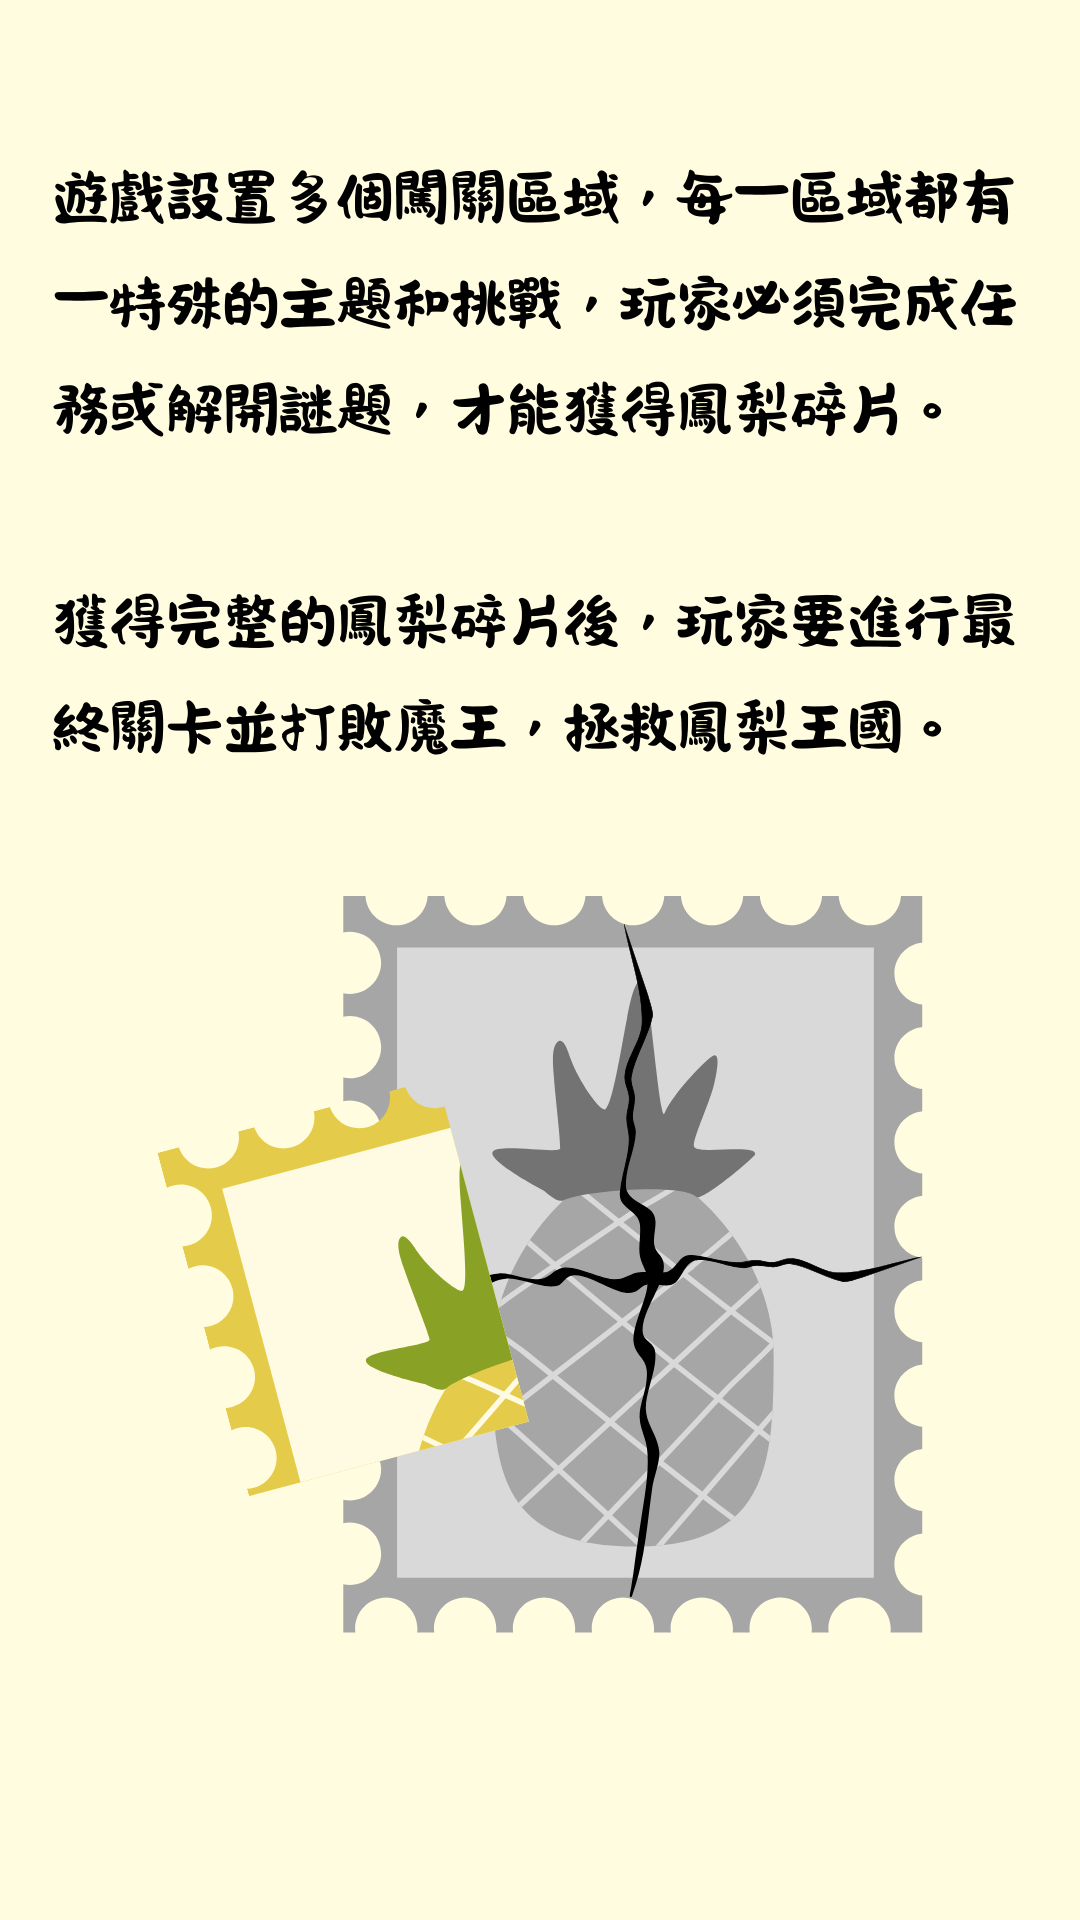 遊戲設置多個闖關區域，每一區域都有
一特殊的主題和挑戰，玩家必須完成任
務或解開謎題，才能獲得鳳梨碎片。
獲得完整的鳳梨碎片後，玩家要進行最
終關卡並打敗魔王，拯救鳳梨王國。